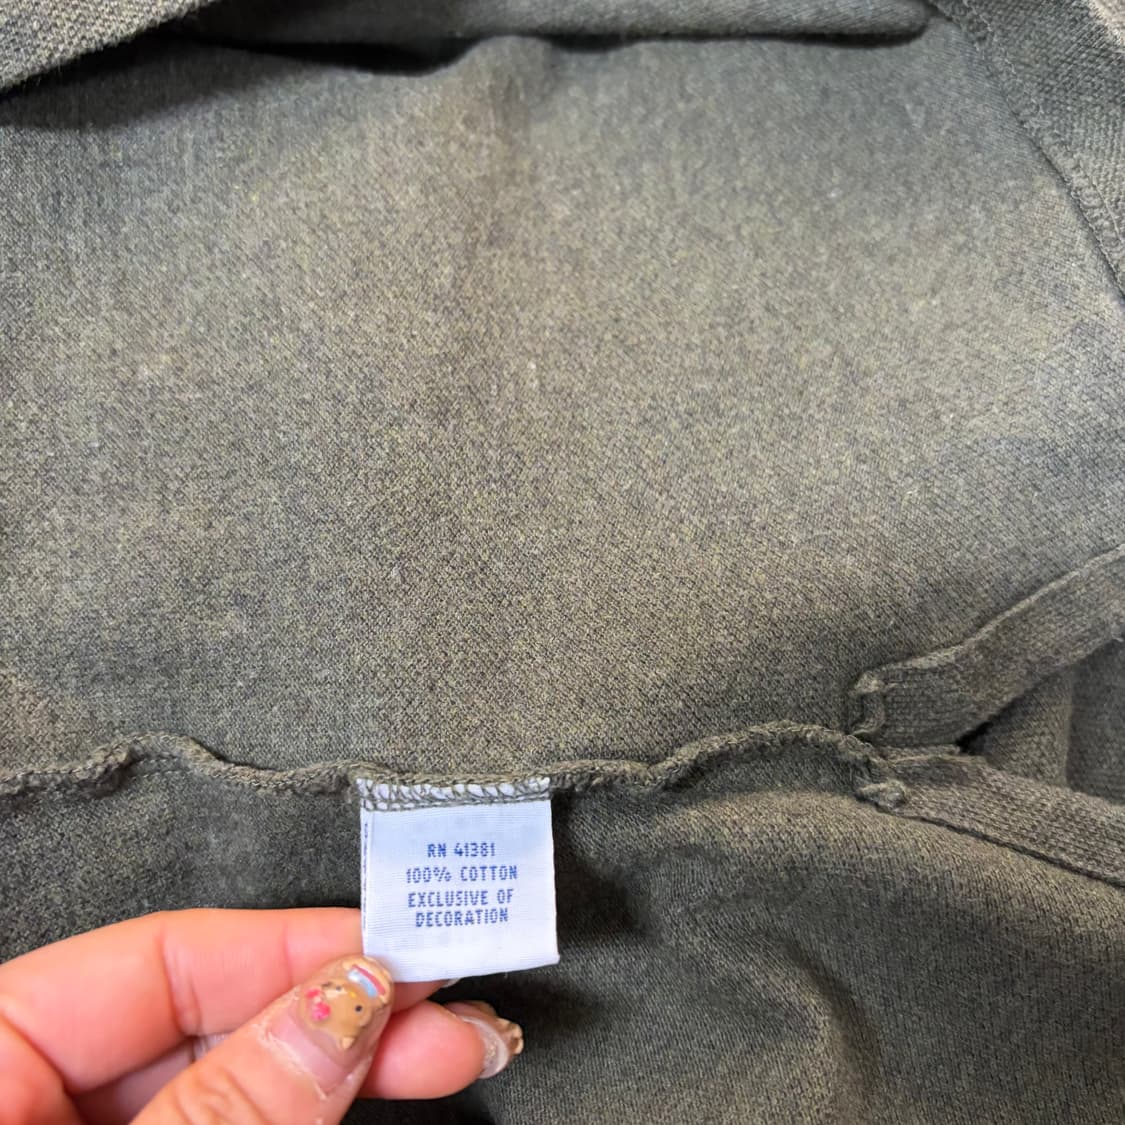 RN 41381
100% COTTON
EXCLUSIVE OF
DECORATION